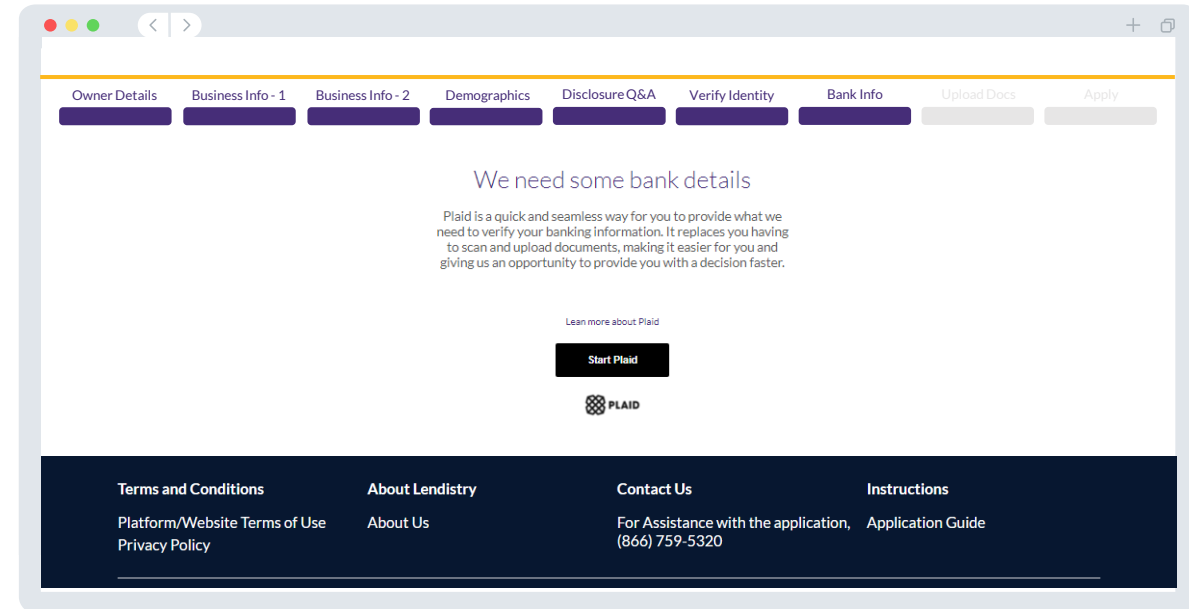 Owner Details
Business Info - 1
Business Info - 2
Demographics
Disclosure Q&A
Verify Identity
Bank Info
Upload Docs
Apply
We need some bank details
Plaid is a quick and seamless way for you to provide what we
need to verify your banking information. It replaces you having
to scan and upload documents, making it easier for you and
giving us an opportunity to provide you with a decision faster.
Lean more about Plaid
Start Plaid
PLAID
Terms and Conditions
Platform/Website Terms of Use
Privacy Policy
About Lendistry
About Us
Contact Us
For Assistance with the application,
(866) 759-5320
Instructions
Application Guide